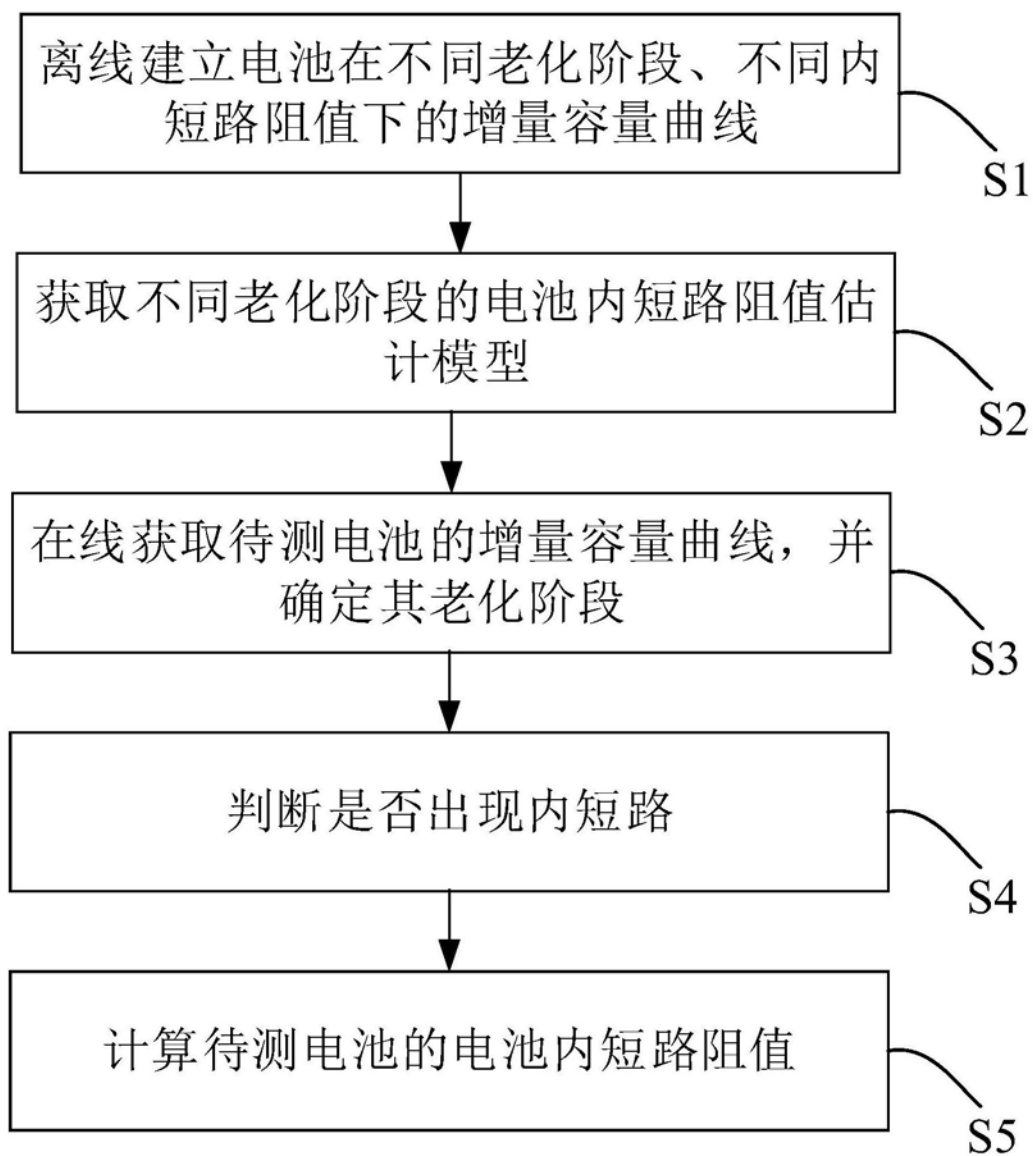 离线建立电池在不同老化阶段、不同内
短路阻值下的增量容量曲线
S1
获取不同老化阶段的电池内短路阻值估
计模型
S2
在线获取待测电池的增量容量曲线，并
确定其老化阶段
S3
判断是否出现内短路
S4
计算待测电池的电池内短路阻值
S5